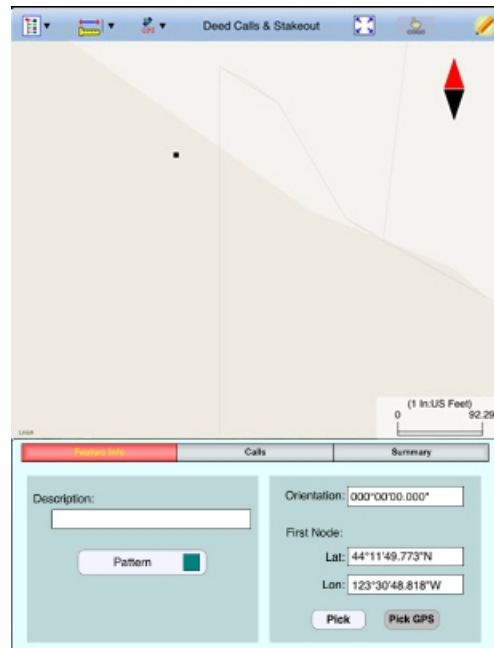 GPS
Deed Calls & Stakeout
(1 In:US Feet)
0 92.29
Feature Info
Calls
Summary
Description:
Pattern
Orientation: 000°00'00.000"
First Node:
Lat: 44°11'49.773"N
Lon: 123°30'48.818"W
Pick
Pick GPS